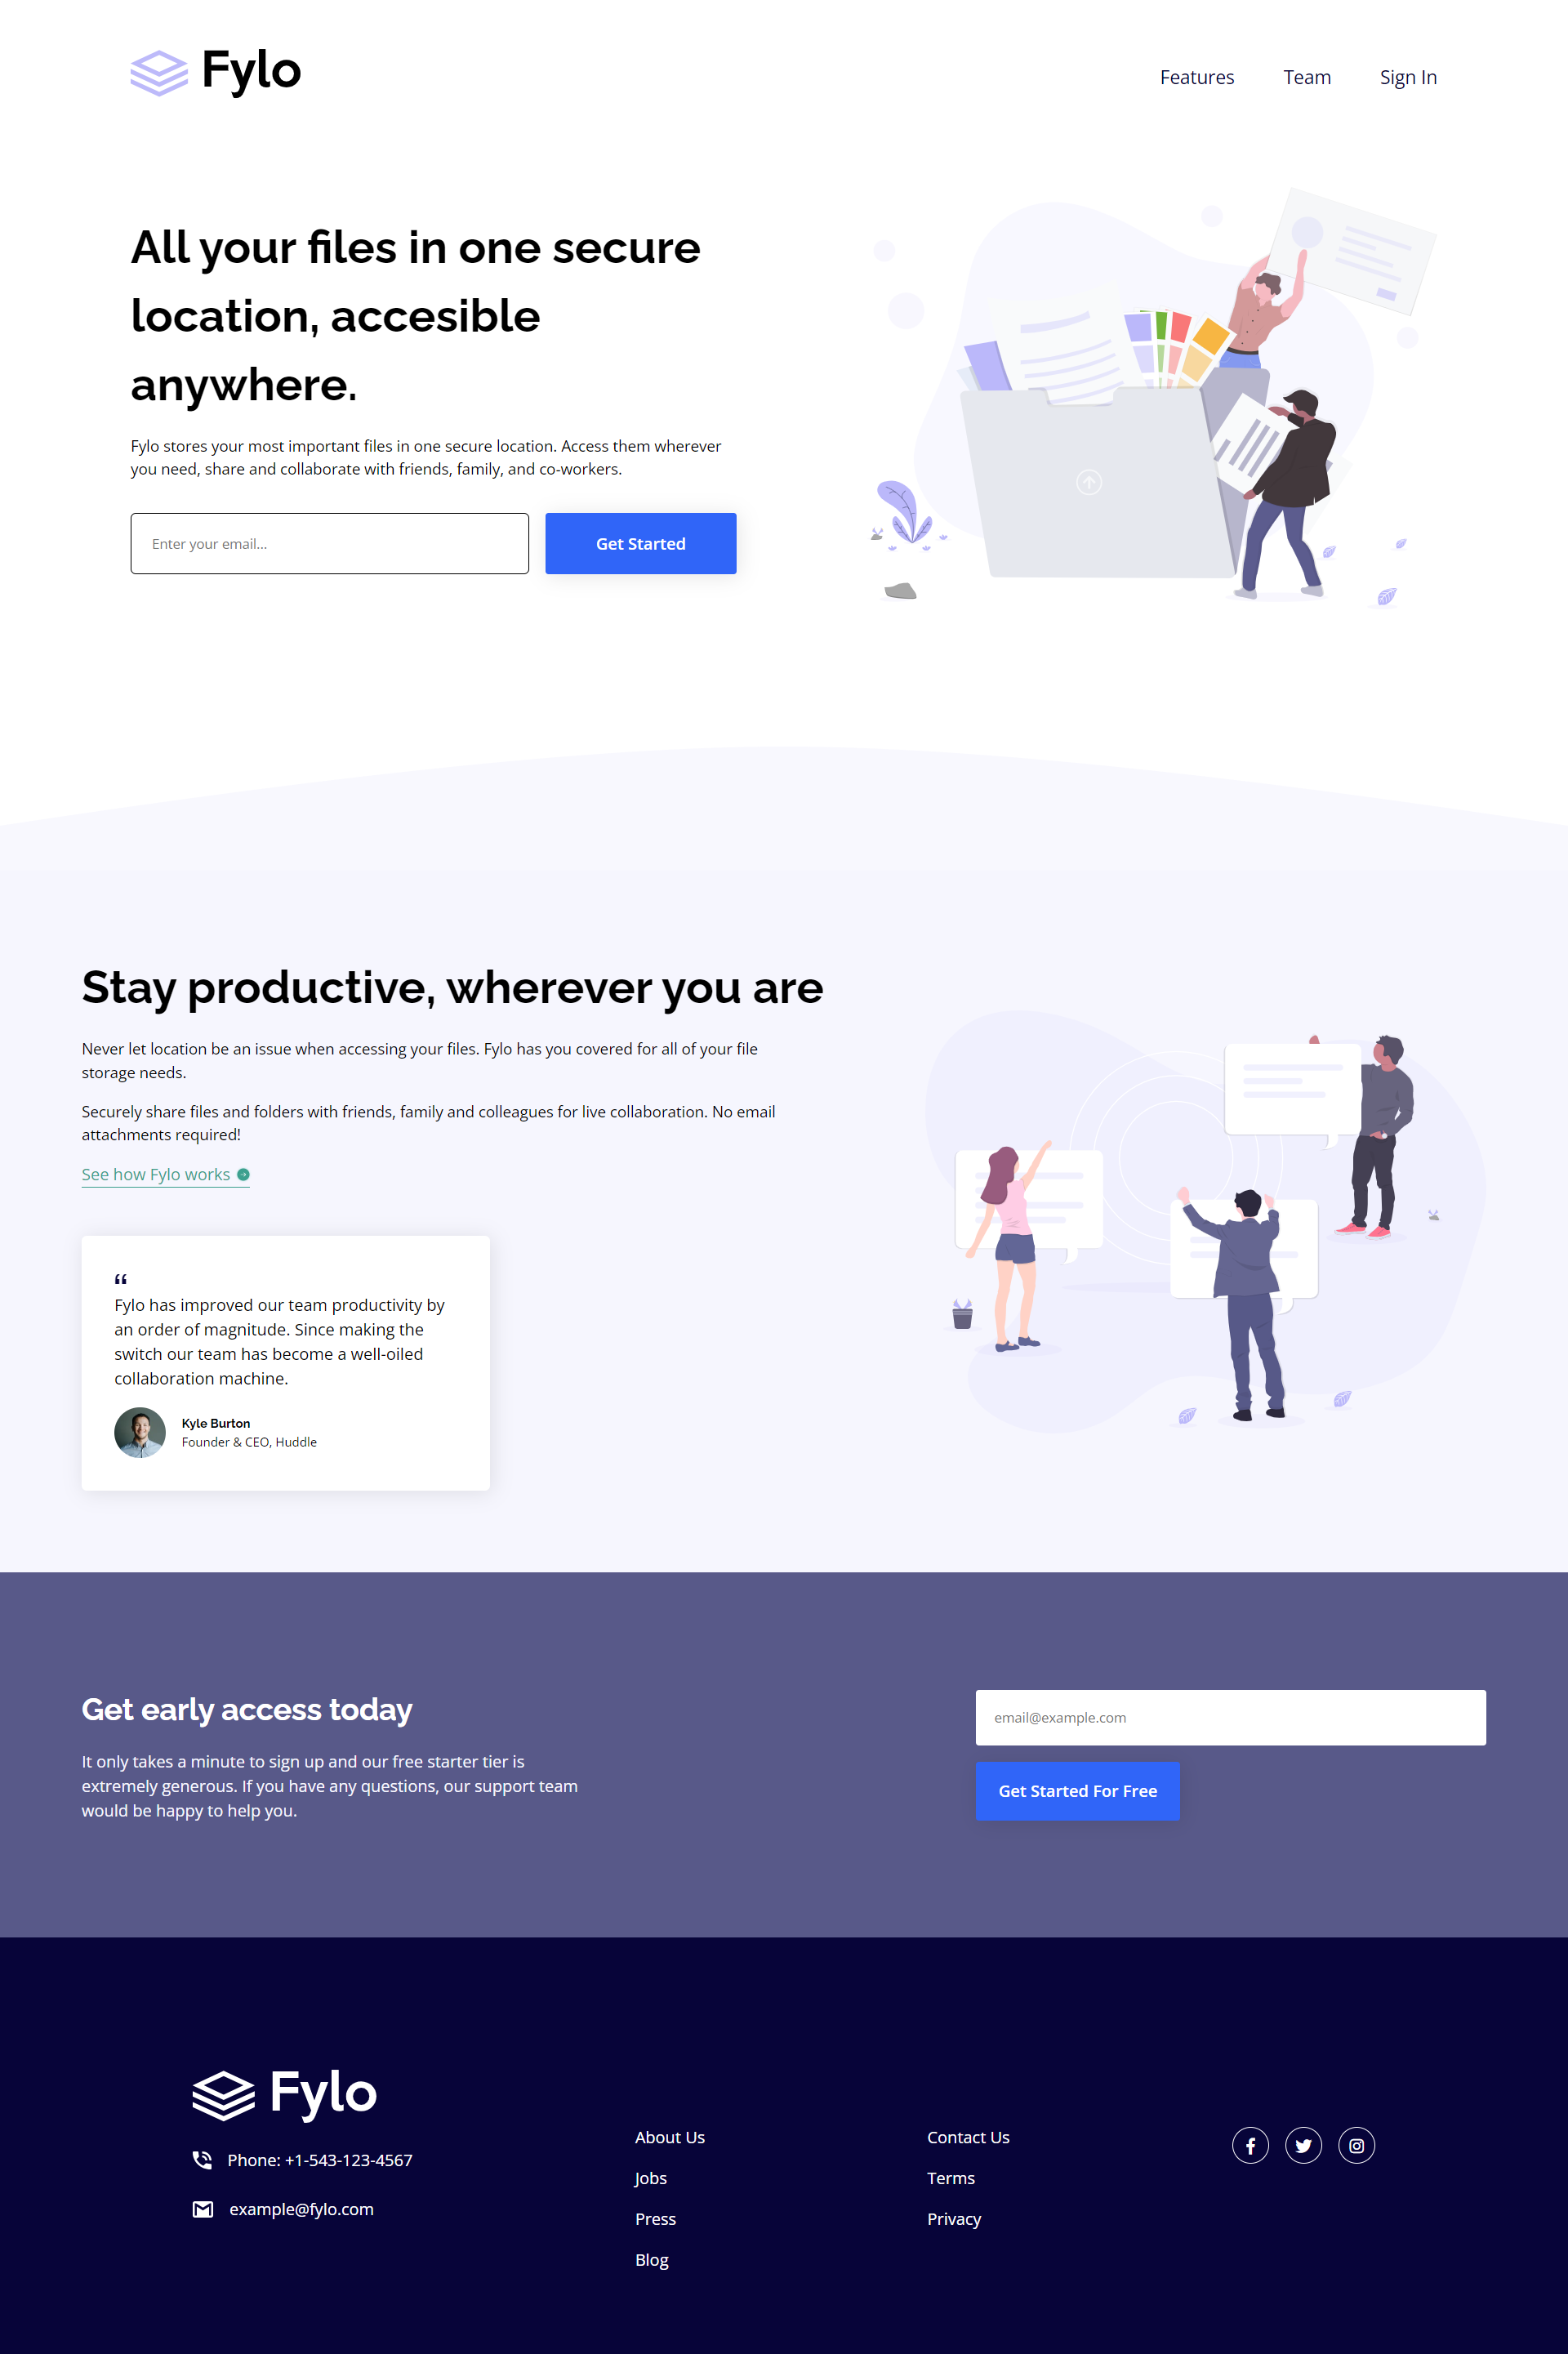 Fylo
Features Team Sign In
All your files in one secure
location, accesible
anywhere.
Fylo stores your most important files in one secure location. Access them wherever
you need, share and collaborate with friends, family, and co-workers.
Enter your email...
Get Started
Stay productive, wherever you are
Never let location be an issue when accessing your files. Fylo has you covered for all of your file
storage needs.
Securely share files and folders with friends, family and colleagues for live collaboration. No email
attachments required!
See how Fylo works
“
Fylo has improved our team productivity by
an order of magnitude. Since making the
switch our team has become a well-oiled
collaboration machine.
Kyle Burton
Founder & CEO, Huddle
Get early access today
It only takes a minute to sign up and our free starter tier is
extremely generous. If you have any questions, our support team
would be happy to help you.
email@example.com
Get Started For Free
Fylo
Phone: +1-543-123-4567
example@fylo.com
About Us
Jobs
Press
Blog
Contact Us
Terms
Privacy